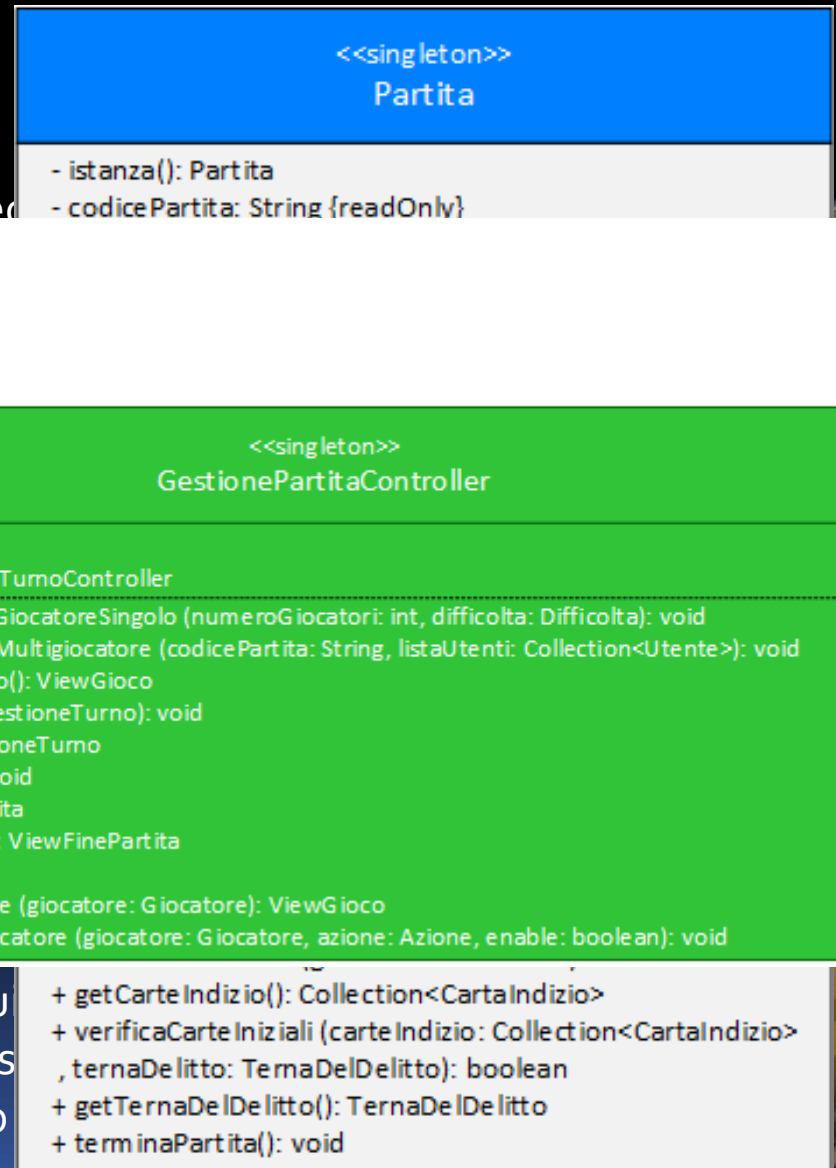 <<singleton>>
Partita
- istanza(): Partita
- codicePartita: String {readOnly}
<<singleton>>
GestionePartitaController
TurnoController
GiocatoreSingolo (numeroGiocatori: int, difficolta: Difficolta): void
Multigiocatore (codicePartita: String, listaUtenti: Collection<Utente>): void
o(): ViewGioco
estioneTurno): void
oneTurno
oid
ita
: ViewFinePartita
e (giocatore: Giocatore): ViewGioco
catore (giocatore: Giocatore, azione: Azione, enable: boolean): void
+ getCarteIndizio(): Collection<CartaIndizio>
+ verificaCarteIniziali (carteIndizio: Collection<CartaIndizio>
, ternaDelitto: TernaDelDelitto): boolean
+ getTernaDelDelitto(): TernaDelDelitto
+ terminaPartita(): void